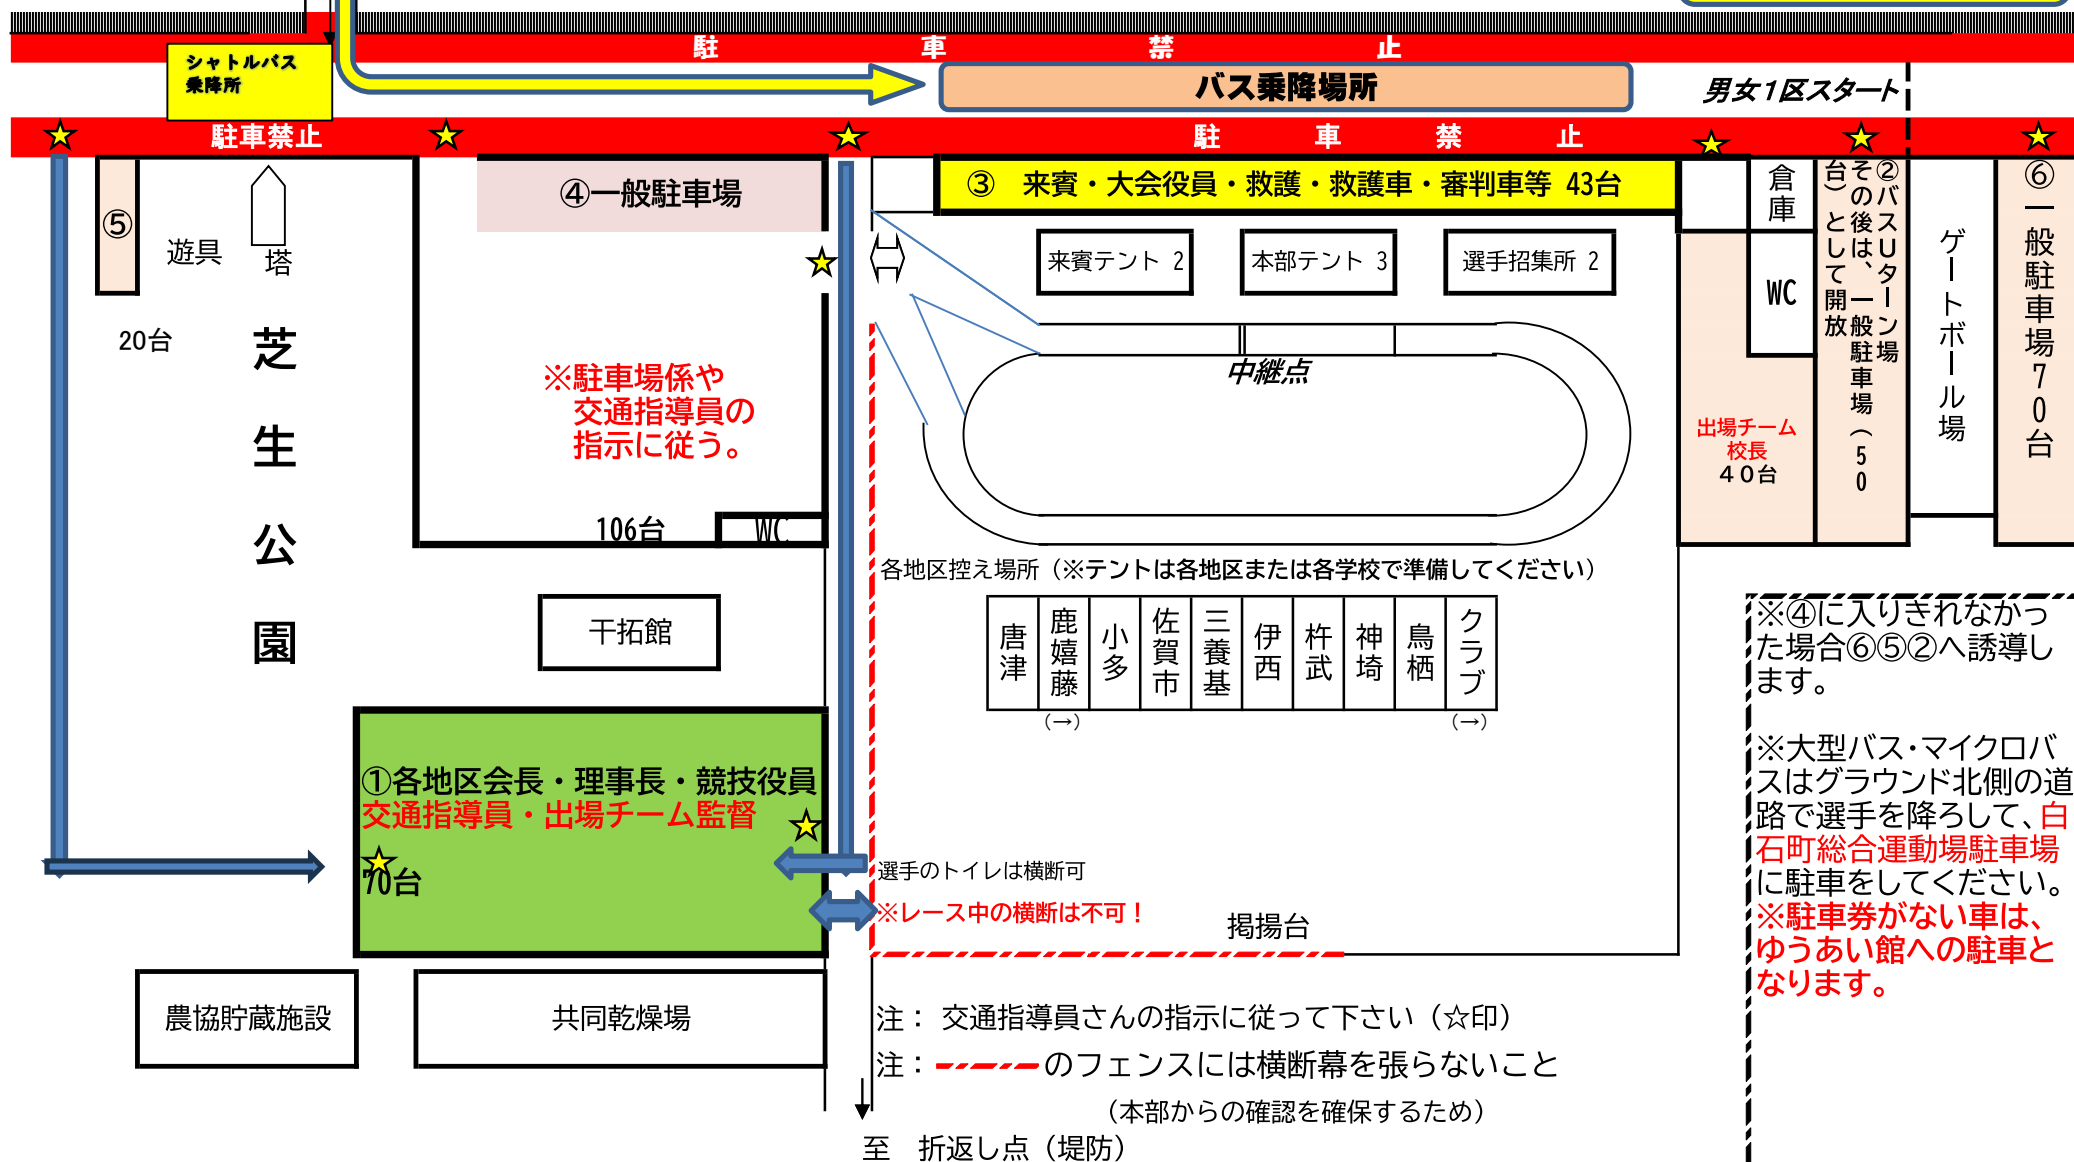 駐車禁止
シャトルバス
乗降所
バス乗降場所
男女1区スタート
駐車禁止
駐車禁止
⑤
遊具
塔
20台
芝生公園
④一般駐車場
※駐車場係や
交通指導員の
指示に従う。
106台
WC
③ 来賓・大会役員・救護・救護車・審判車等 43台
来賓テント 2
本部テント 3
選手招集所 2
中継点
倉庫
WC
出場チーム
校長
40台
②バスUターン場
その後は、一般駐車場(50
台)として開放
ゲートボール場
⑥一般駐車場70台
各地区控え場所(※テントは各地区または各学校で準備してください)
唐津
鹿嬉藤
小多
佐賀市
三養基
伊西
杵武
神埼
鳥栖
クラブ
(→)
(→)
干拓館
①各地区会長・理事長・競技役員
交通指導員・出場チーム監督
70台
選手のトイレは横断可
※レース中の横断は不可!
掲揚台
農協貯蔵施設
共同乾燥場
注: 交通指導員さんの指示に従って下さい(☆印)
注: のフェンスには横断幕を張らないこと
(本部からの確認を確保するため)
至 折返し点(堤防)
※④に入りきれなかっ
た場合⑥⑤②へ誘導し
ます。
※大型バス・マイクロバ
スはグラウンド北側の道
路で選手を降ろして、白
石町総合運動場駐車場
に駐車をしてください。
※駐車券がない車は、
ゆうあい館への駐車と
なります。